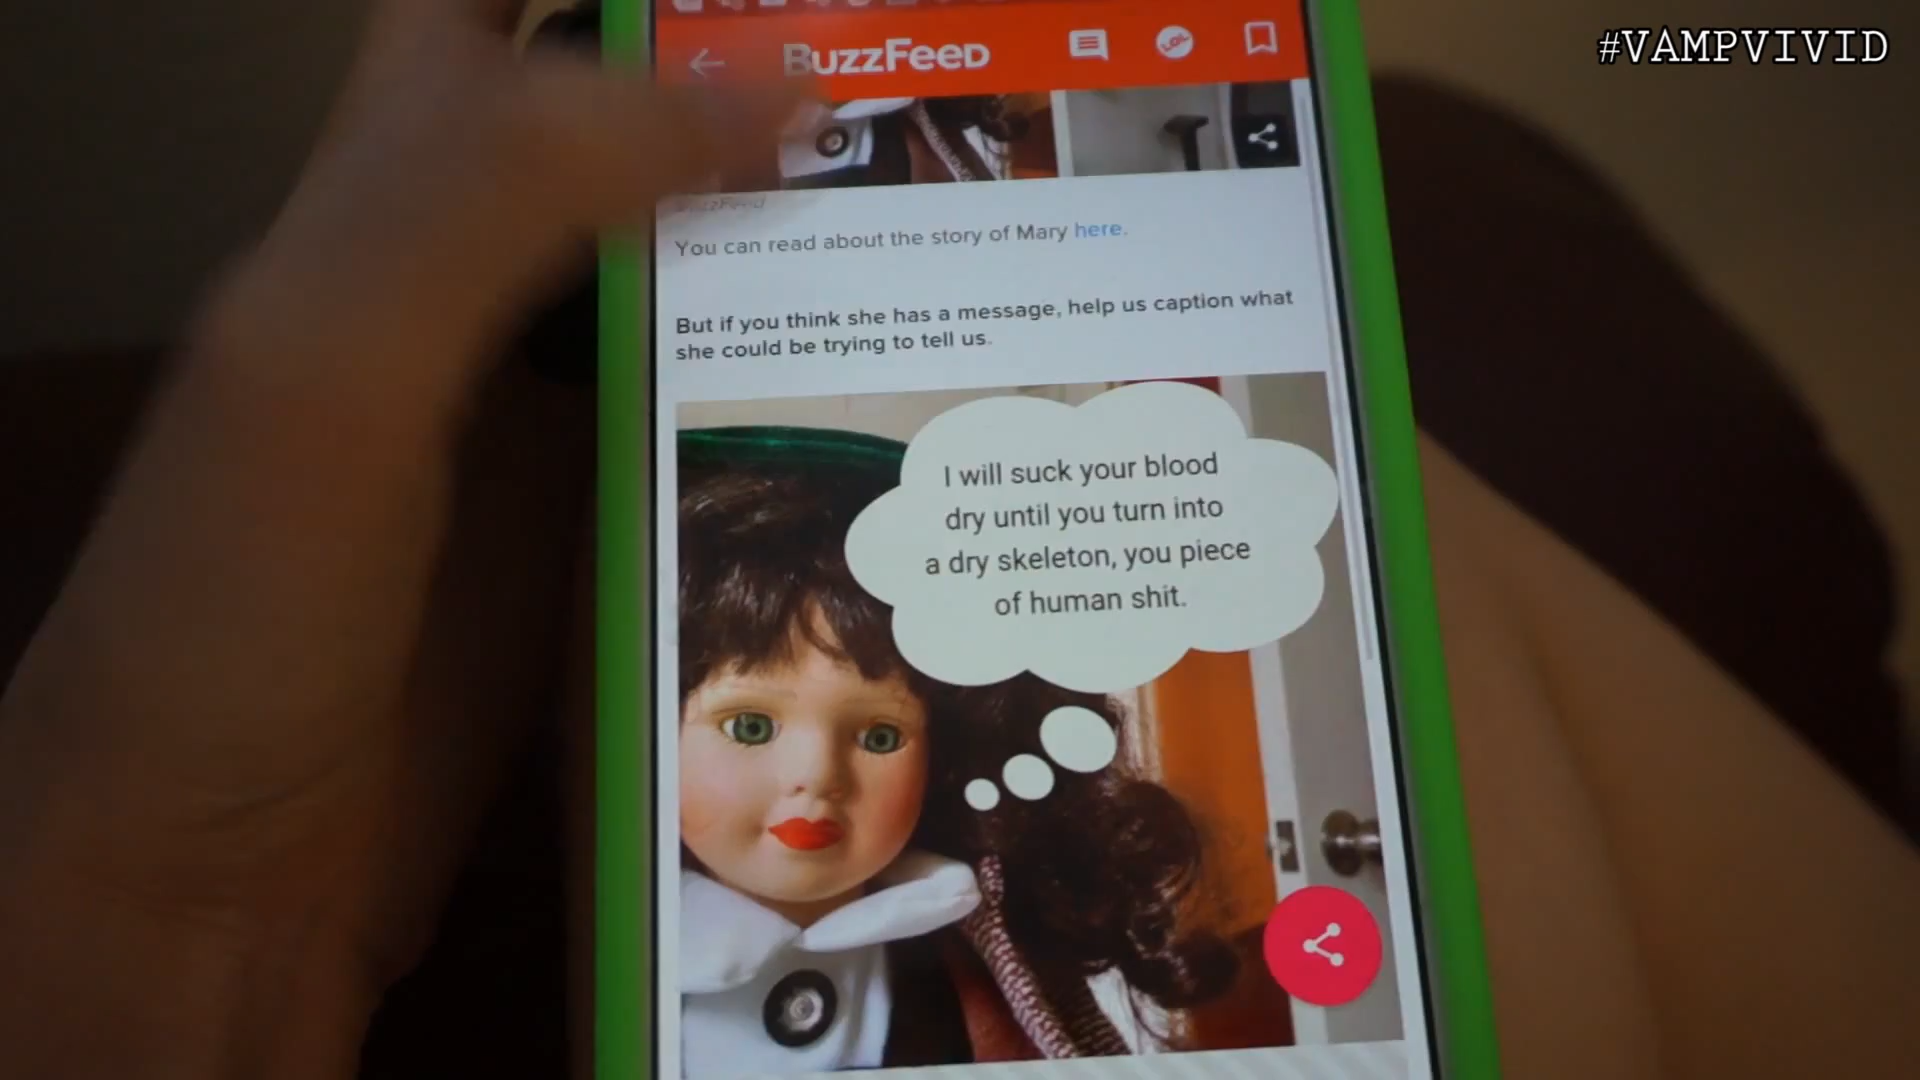 #VAMPVIVID
BuzzFeed
LOL
BuzzFeed
You can read about the story of Mary here.
But if you think she has a message, help us caption what
she could be trying to tell us.
I will suck your blood
dry until you turn into
a dry skeleton, you piece
of human shit.